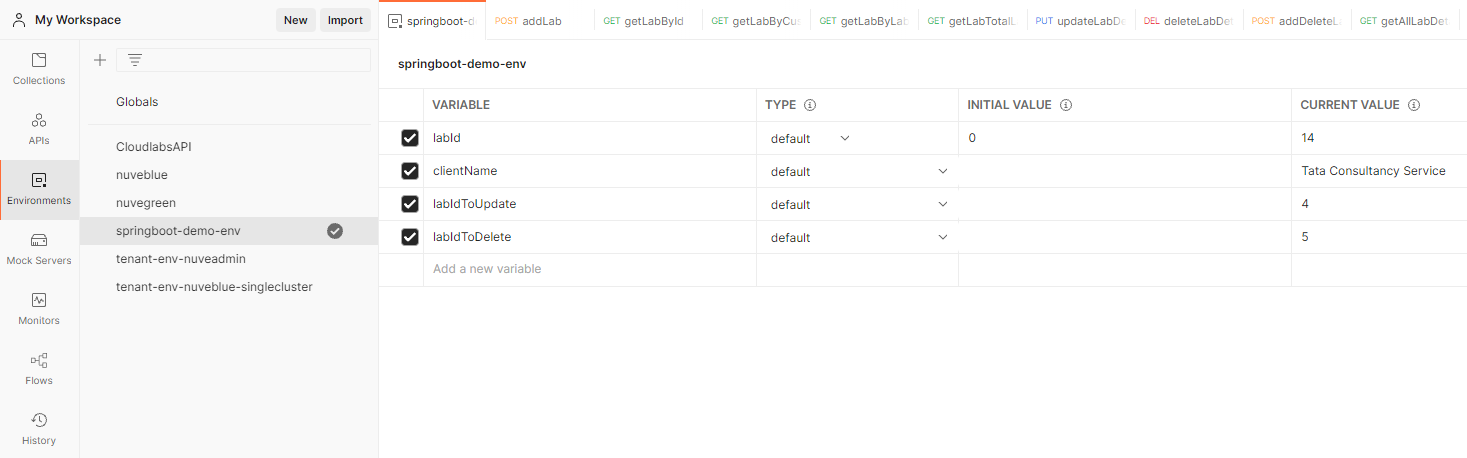 My Workspace
New
Import
Collections
APIs
Environments
Mock Servers
Monitors
Flows
History
Globals
CloudlabsAPI
nuveblue
nuvegreen
springboot-demo-env
tenant-env-nuveadmin
tenant-env-nuveblue-singlecluster
springboot-d
POST addLab
GET getLabById
GET getLabByCus
GET getLabByLab
GET getLabTotalL
PUT updateLabDe
DEL deleteLabDet
POST addDeleteL
GET getAllLabDet
springboot-demo-env
VARIABLE TYPE INITIAL VALUE CURRENT VALUE
labId default 0 14
clientName default Tata Consultancy Service
labIdToUpdate default 4
labIdToDelete default 5
Add a new variable